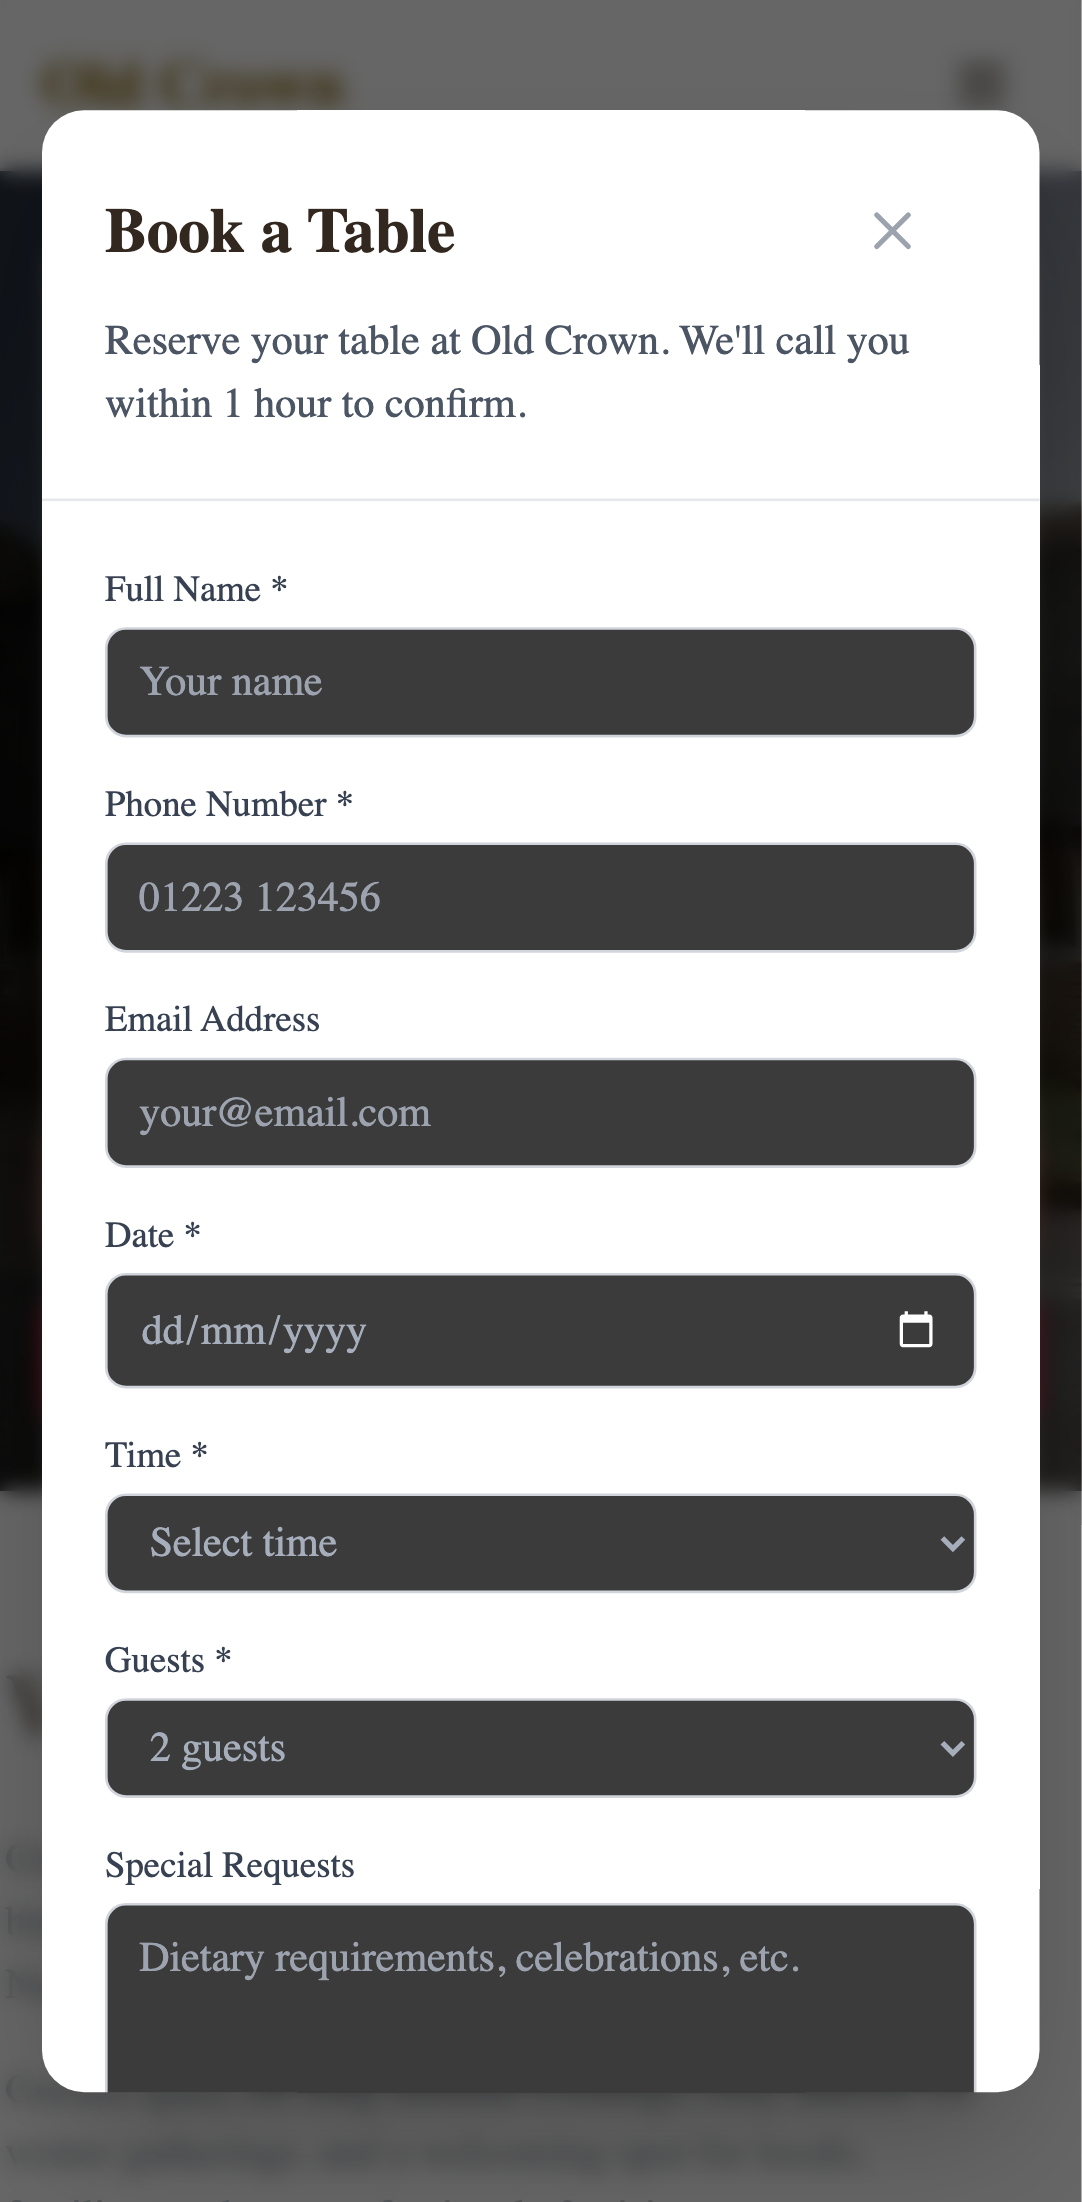 Old Crown
Book a Table
Reserve your table at Old Crown. We'll call you
within 1 hour to confirm.
Full Name *
Your name
Phone Number *
01223 123456
Email Address
your@email.com
Date *
dd/mm/yyyy
Time *
Select time
Guests *
2 guests
Special Requests
Dietary requirements, celebrations, etc.